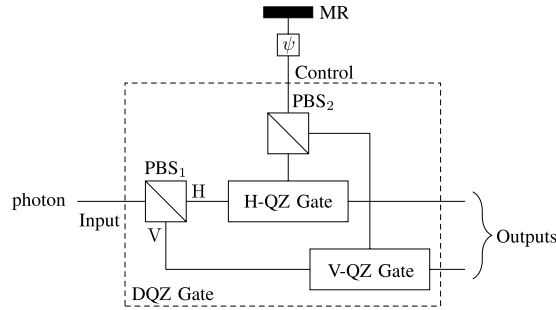 MR
ψ
Control
PBS₂
PBS₁
H
H-QZ Gate
photon
Input
V
Outputs
V-QZ Gate
DQZ Gate